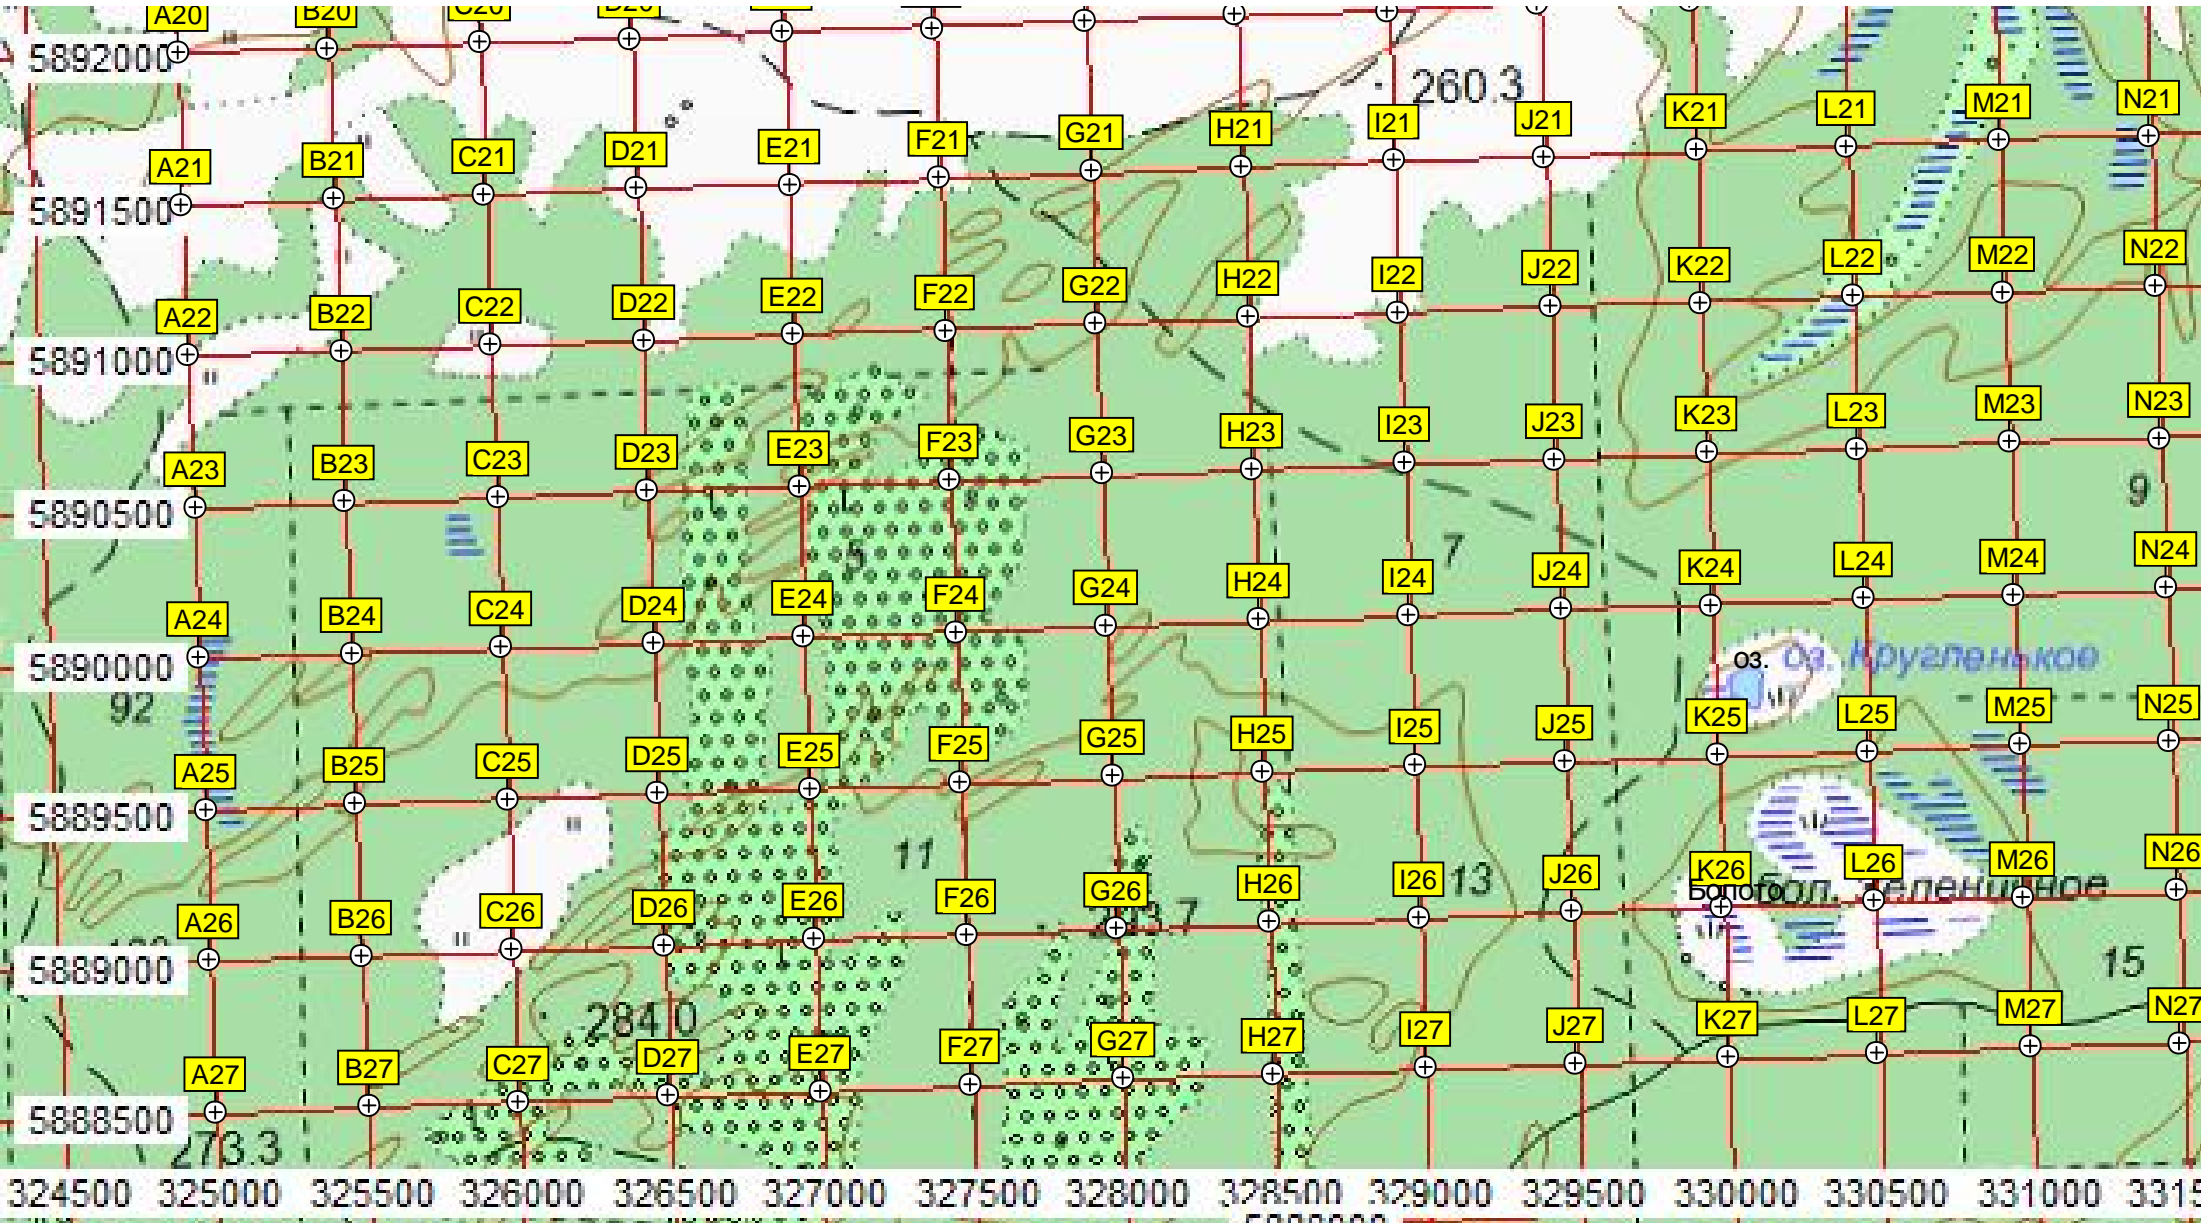 A20 B20 C20 D20
5892000
260.3
A21 B21 C21 D21 E21 F21 G21 H21 I21 J21 K21 L21 M21 N21
5891500
A22 B22 C22 D22 E22 F22 G22 H22 I22 J22 K22 L22 M22 N22
5891000
A23 B23 C23 D23 E23 F23 G23 H23 I23 J23 K23 L23 M23 N23
9
5890500
5 7
A24 B24 C24 D24 E24 F24 G24 H24 I24 J24 K24 L24 M24 N24
5890000
оз. оз. Кругленькое
92
A25 B25 C25 D25 E25 F25 G25 H25 I25 J25 K25 L25 M25 N25
5889500
11 13
A26 B26 C26 D26 E26 F26 G26 H26 I26 J26 K26 L26 M26 N26
Болото бол.
5889000
15
284.0
A27 B27 C27 D27 E27 F27 G27 H27 I27 J27 K27 L27 M27 N27
5888500
273.3
324500 325000 325500 326000 326500 327000 327500 328000 328500 329000 329500 330000 330500 331000 3315